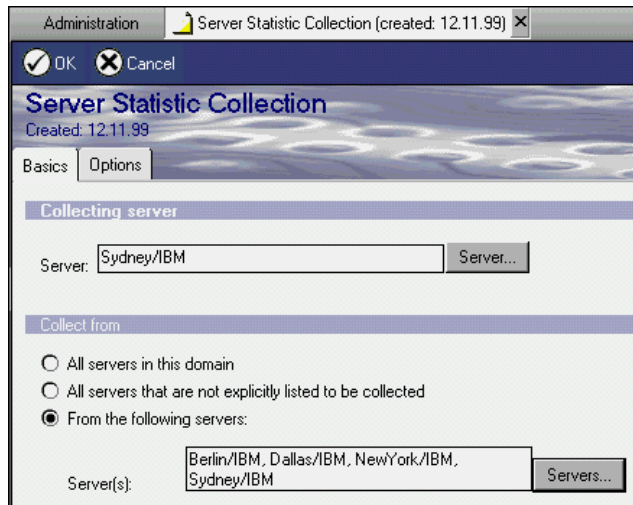 Administration
Server Statistic Collection (created: 12.11.99)
OK Cancel
Server Statistic Collection
Created: 12.11.99
Basics Options
Collecting server
Server: Sydney/IBM Server...
Collect from
All servers in this domain
All servers that are not explicitly listed to be collected
From the following servers:
Server(s): Berlin/IBM, Dallas/IBM, NewYork/IBM,
Sydney/IBM Servers...